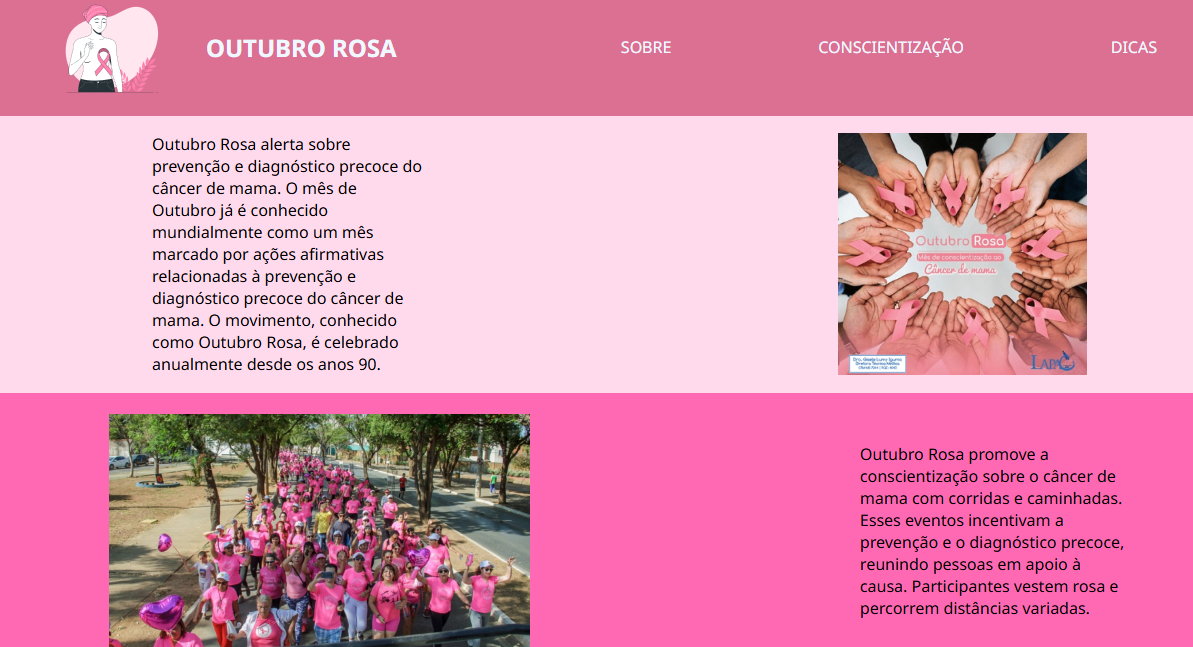 OUTUBRO ROSA
SOBRE
CONSCIENTIZAÇÃO
DICAS
Outubro Rosa alerta sobre
prevenção e diagnóstico precoce do
câncer de mama. O mês de
Outubro já é conhecido
mundialmente como um mês
marcado por ações afirmativas
relacionadas à prevenção e
diagnóstico precoce do câncer de
mama. O movimento, conhecido
como Outubro Rosa, é celebrado
anualmente desde os anos 90.
Outubro Rosa
Mês de conscientização ao
Câncer de mama
LAPAC
Outubro Rosa promove a
conscientização sobre o câncer de
mama com corridas e caminhadas.
Esses eventos incentivam a
prevenção e o diagnóstico precoce,
reunindo pessoas em apoio à
causa. Participantes vestem rosa e
percorrem distâncias variadas.